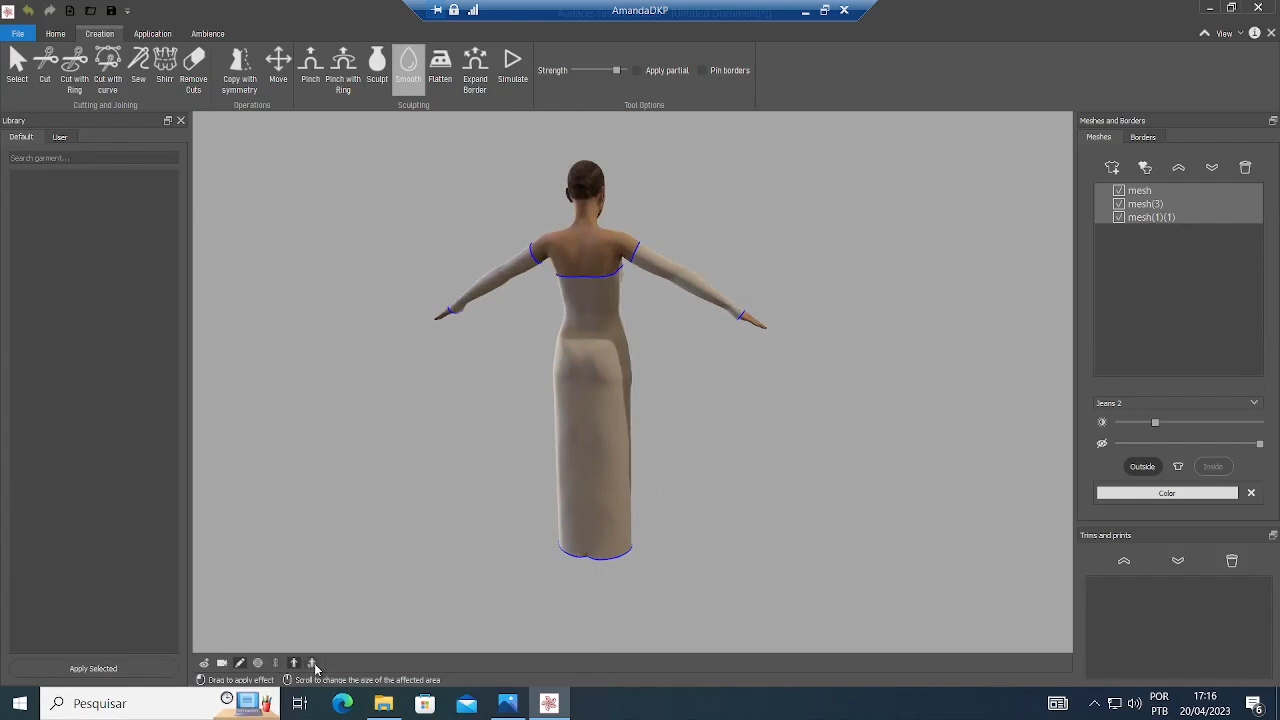 AmandaDKP
File Home Creation Application Ambience View
Select Cut Cut with Ring Cut with curve Sew Shirr Remove Cuts Copy with symmetry Move Pinch Pinch with Ring Sculpt Smooth Flatten Expand Border Simulate Strength Apply partial Pin borders
Cutting and Joining Operations Sculpting Tool Options
Library Meshes and Borders
Default User Meshes Borders
Search garment...
mesh
mesh(3)
mesh(1)(1)
Jeans 2
Outside Inside
Color
Trims and prints
Apply Selected
Drag to apply effect Scroll to change the size of the affected area
Pesquisar POR 17:16
PTB 20/04/2023 6